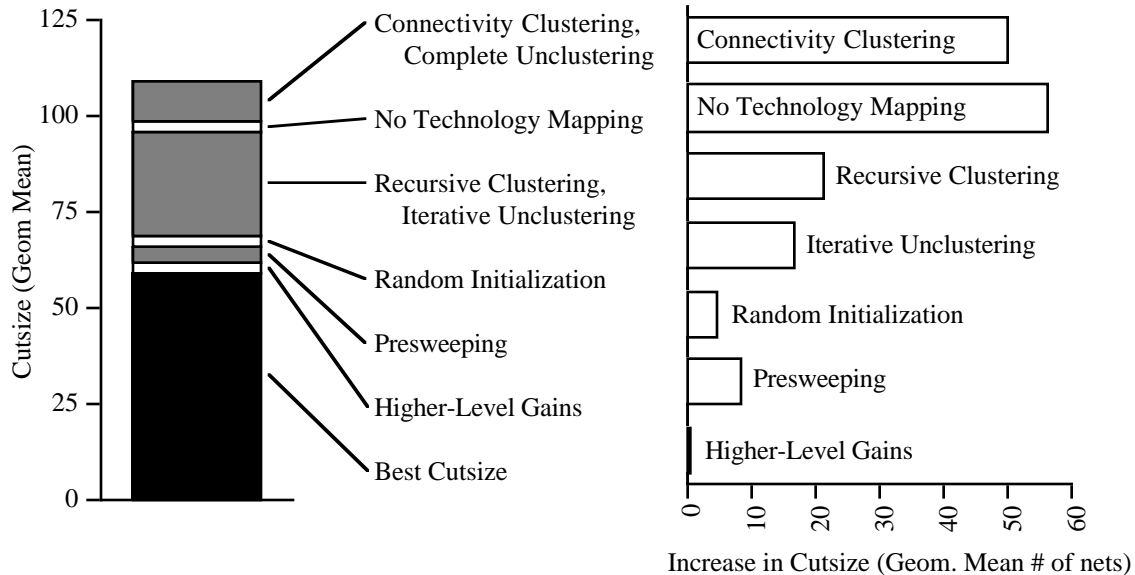 125
100
75
50
25
0
Cutsize (Geom Mean)
Connectivity Clustering,
Complete Unclustering
No Technology Mapping
Recursive Clustering,
Iterative Unclustering
Random Initialization
Presweeping
Higher-Level Gains
Best Cutsize
Connectivity Clustering
No Technology Mapping
Recursive Clustering
Iterative Unclustering
Random Initialization
Presweeping
Higher-Level Gains
0
10
20
30
40
50
60
Increase in Cutsize (Geom. Mean # of nets)